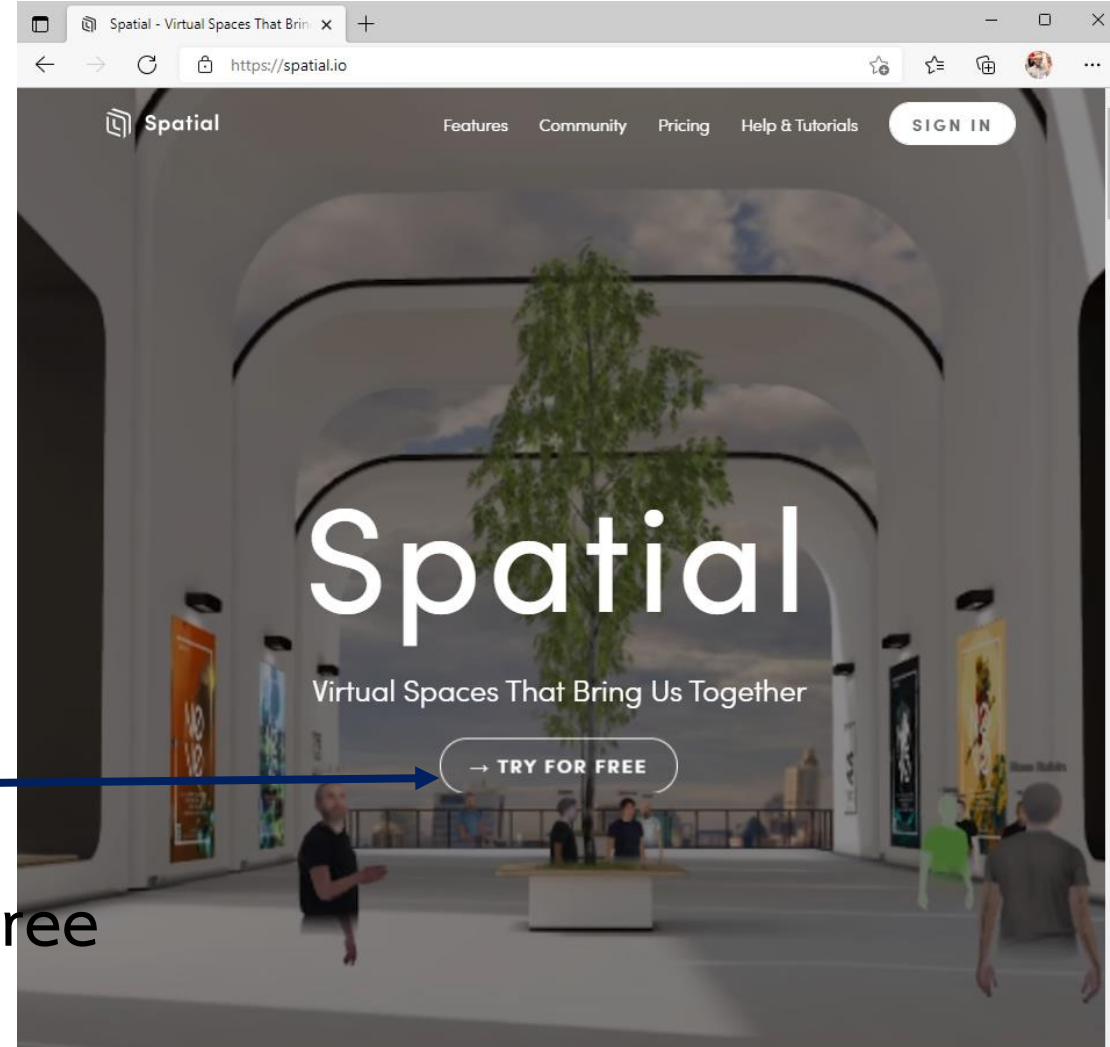 Spatial - Virtual Spaces That Brin
https://spatial.io
Spatial
Features Community Pricing Help & Tutorials SIGN IN
Spatial
Virtual Spaces That Bring Us Together
→ TRY FOR FREE
ree